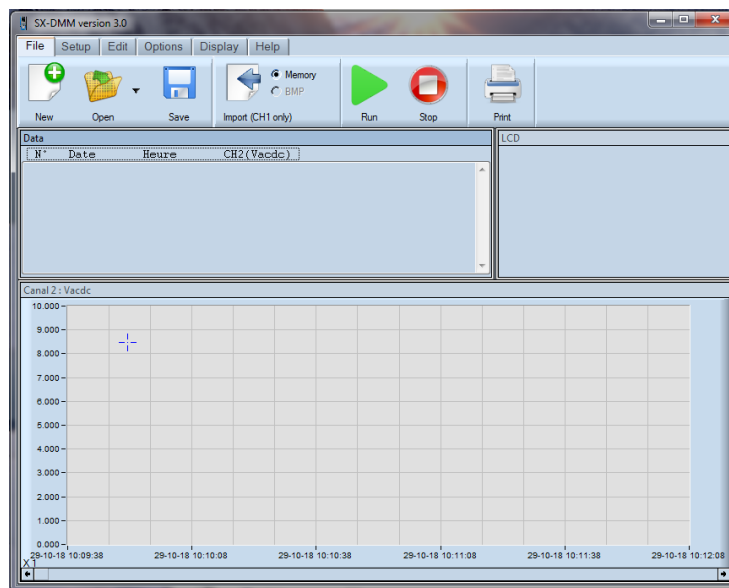 SX-DMM version 3.0
File Setup Edit Options Display Help
Memory
BMP
New Open Save Import (CH1 only) Run Stop Print
Data LCD
N° Date Heure CH2(Vacdc)
Canal 2 : Vacdc
10.000
9.000
8.000
7.000
6.000
5.000
4.000
3.000
2.000
1.000
0.000
29-10-18 10:09:38 29-10-18 10:10:08 29-10-18 10:10:38 29-10-18 10:11:08 29-10-18 10:11:38 29-10-18 10:12:08
X1